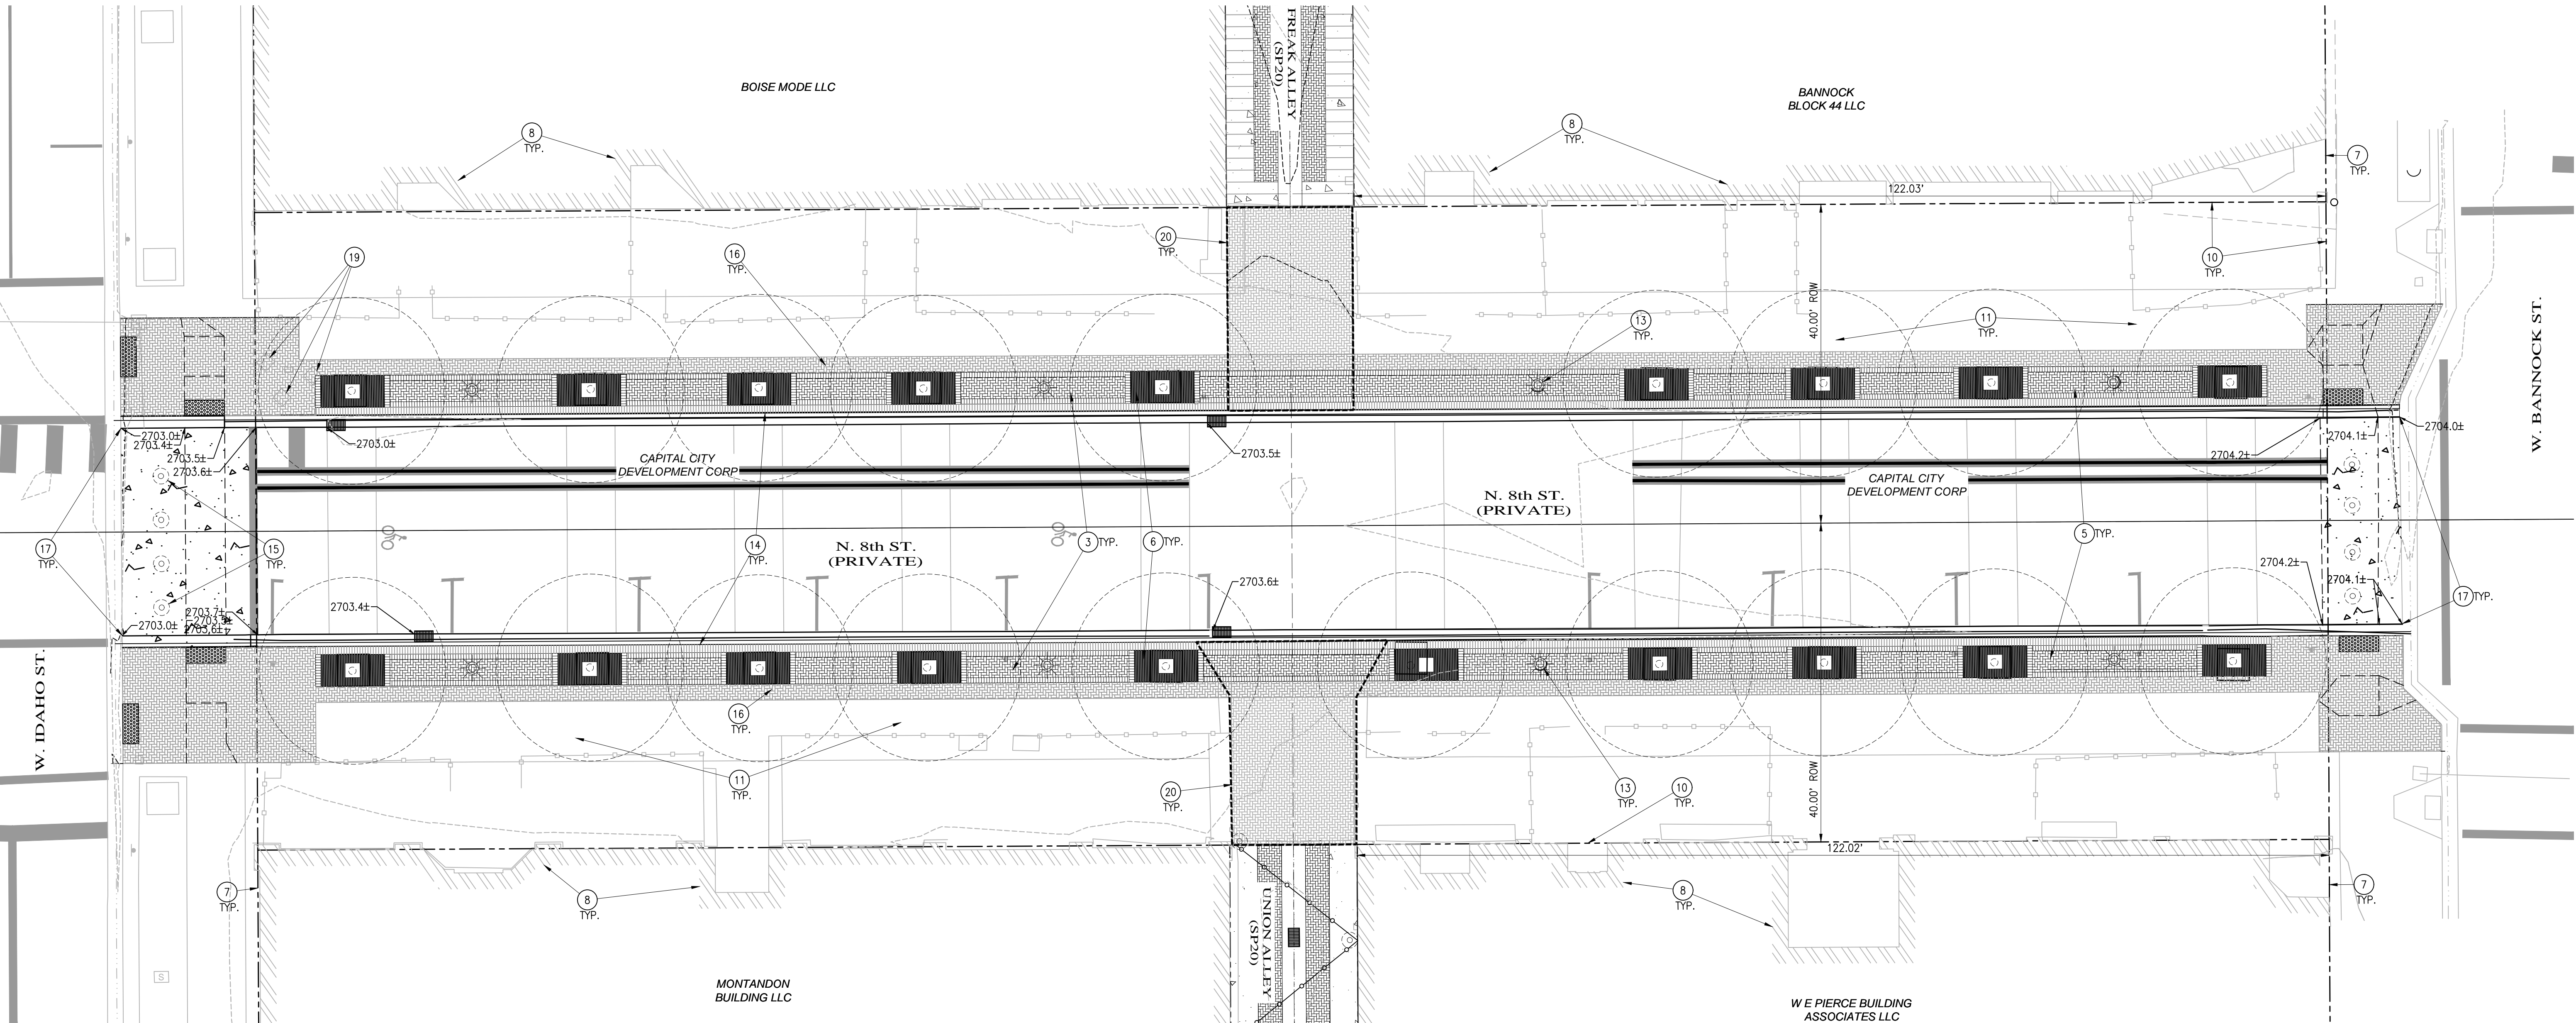 BOISE MODE LLC
FREAK ALLEY
(SP20)
BANNOCK
BLOCK 44 LLC
8
TYP.
8
TYP.
7
TYP.
122.03'
20
TYP.
16
TYP.
19
10
TYP.
13
TYP.
11
TYP.
40.00' ROW
W. BANNOCK ST.
2703.0±
2703.4±
2703.5±
2703.6±
2703.0±
2703.5±
2704.0±
2704.1±
2704.2±
CAPITAL CITY
DEVELOPMENT CORP
CAPITAL CITY
DEVELOPMENT CORP
N. 8th ST.
(PRIVATE)
17
TYP.
15
TYP.
14
TYP.
N. 8th ST.
(PRIVATE)
3 TYP.
6 TYP.
5 TYP.
2704.2±
2704.1±
17 TYP.
2703.7±
2703.0±
2703.6±
2703.4±
2703.6±
W. IDAHO ST.
16
TYP.
11
TYP.
20
TYP.
13
TYP.
10
TYP.
40.00' ROW
122.02'
7
TYP.
8
TYP.
8
TYP.
7
TYP.
UNION ALLEY
(SP20)
S
MONTANDON
BUILDING LLC
W E PIERCE BUILDING
ASSOCIATES LLC